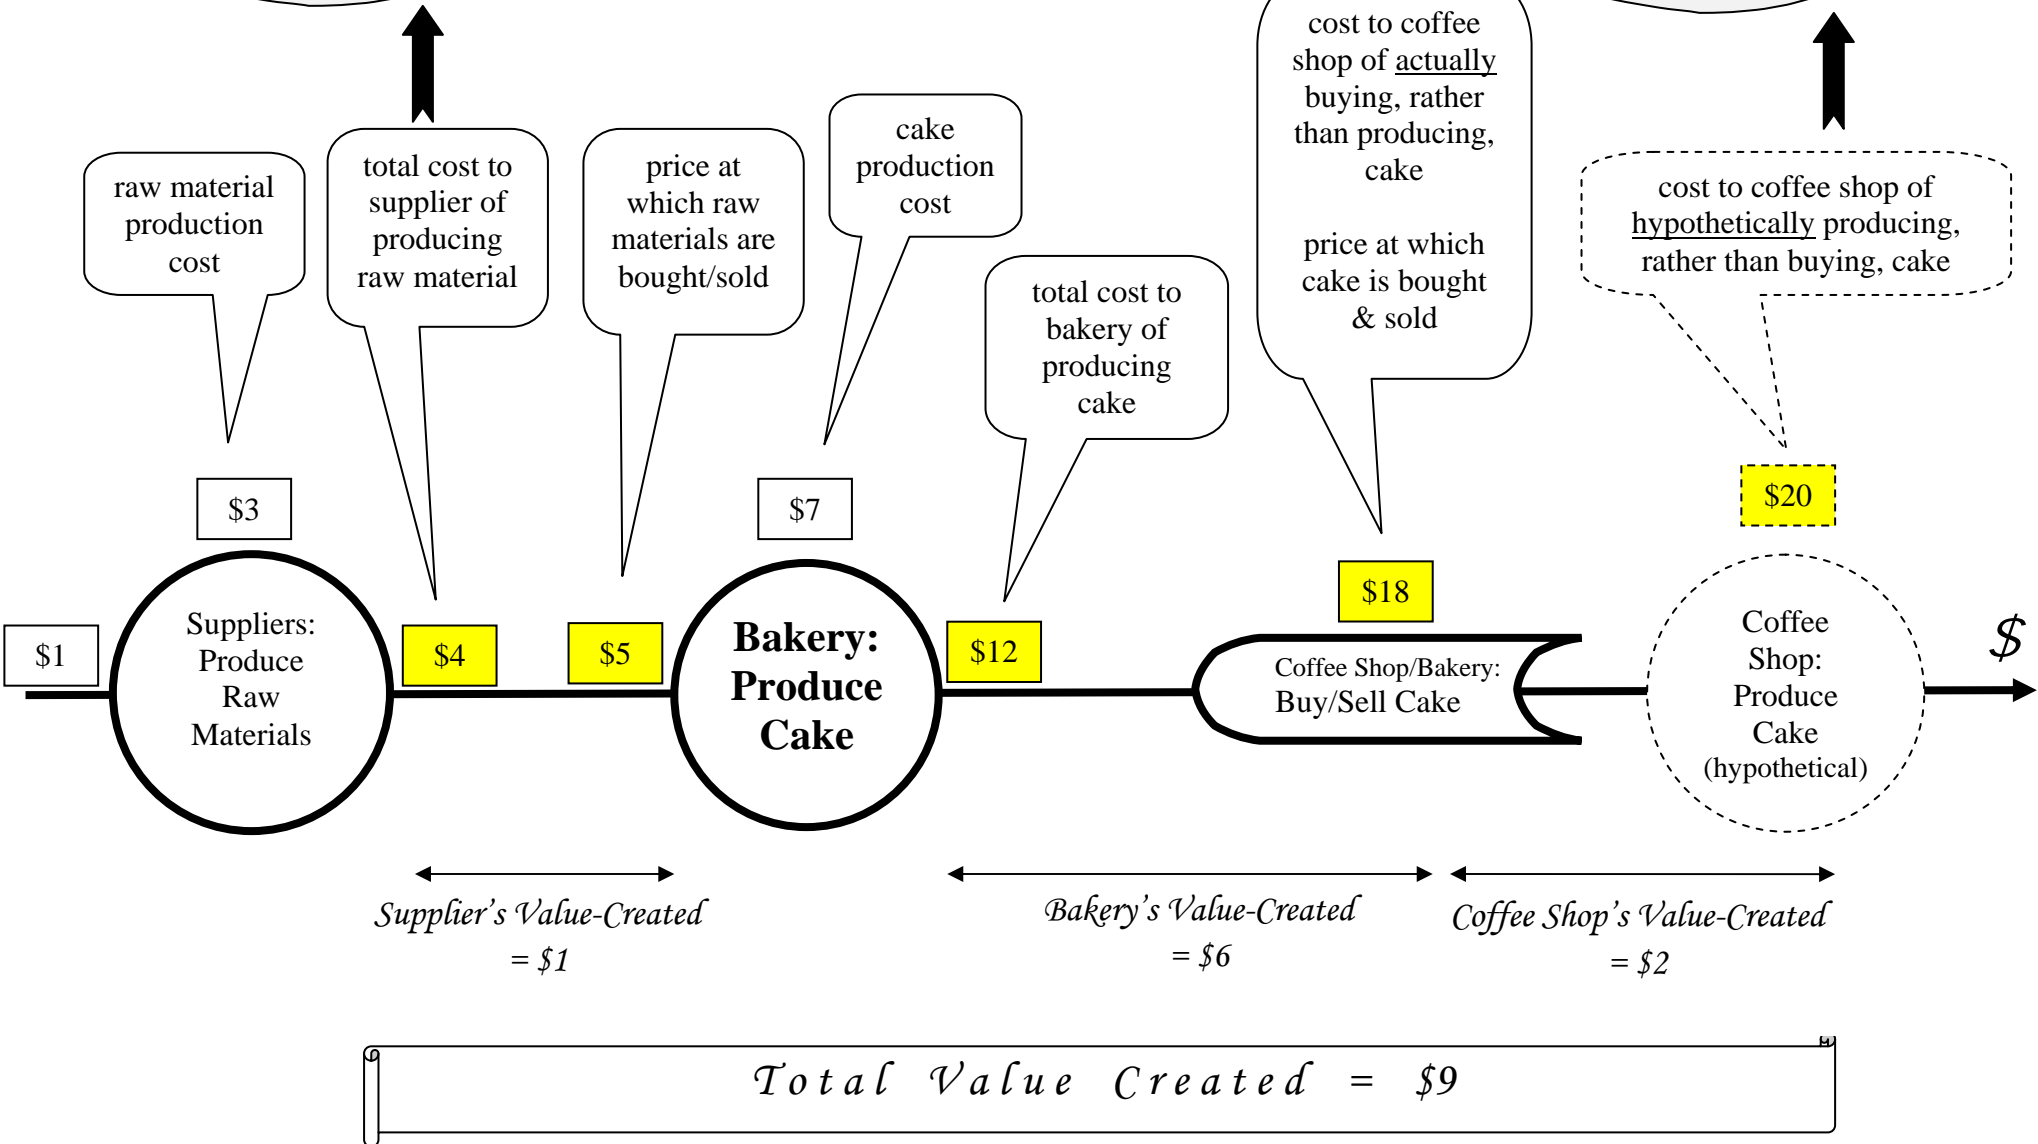 raw material
production
cost
total cost to
supplier of
producing
raw material
price at
which raw
materials are
bought/sold
cake
production
cost
total cost to
bakery of
producing
cake
cost to coffee
shop of actually
buying, rather
than producing,
cake
price at which
cake is bought
& sold
cost to coffee shop of
hypothetically producing,
rather than buying, cake
$3
$7
$20
$18
$1
$4
$5
$12
Suppliers:
Produce
Raw
Materials
Bakery:
Produce
Cake
Coffee Shop/Bakery:
Buy/Sell Cake
Coffee
Shop:
Produce
Cake
(hypothetical)
$
Supplier’s Value-Created
= $1
Bakery’s Value-Created
= $6
Coffee Shop’s Value-Created
= $2
Total Value Created = $9